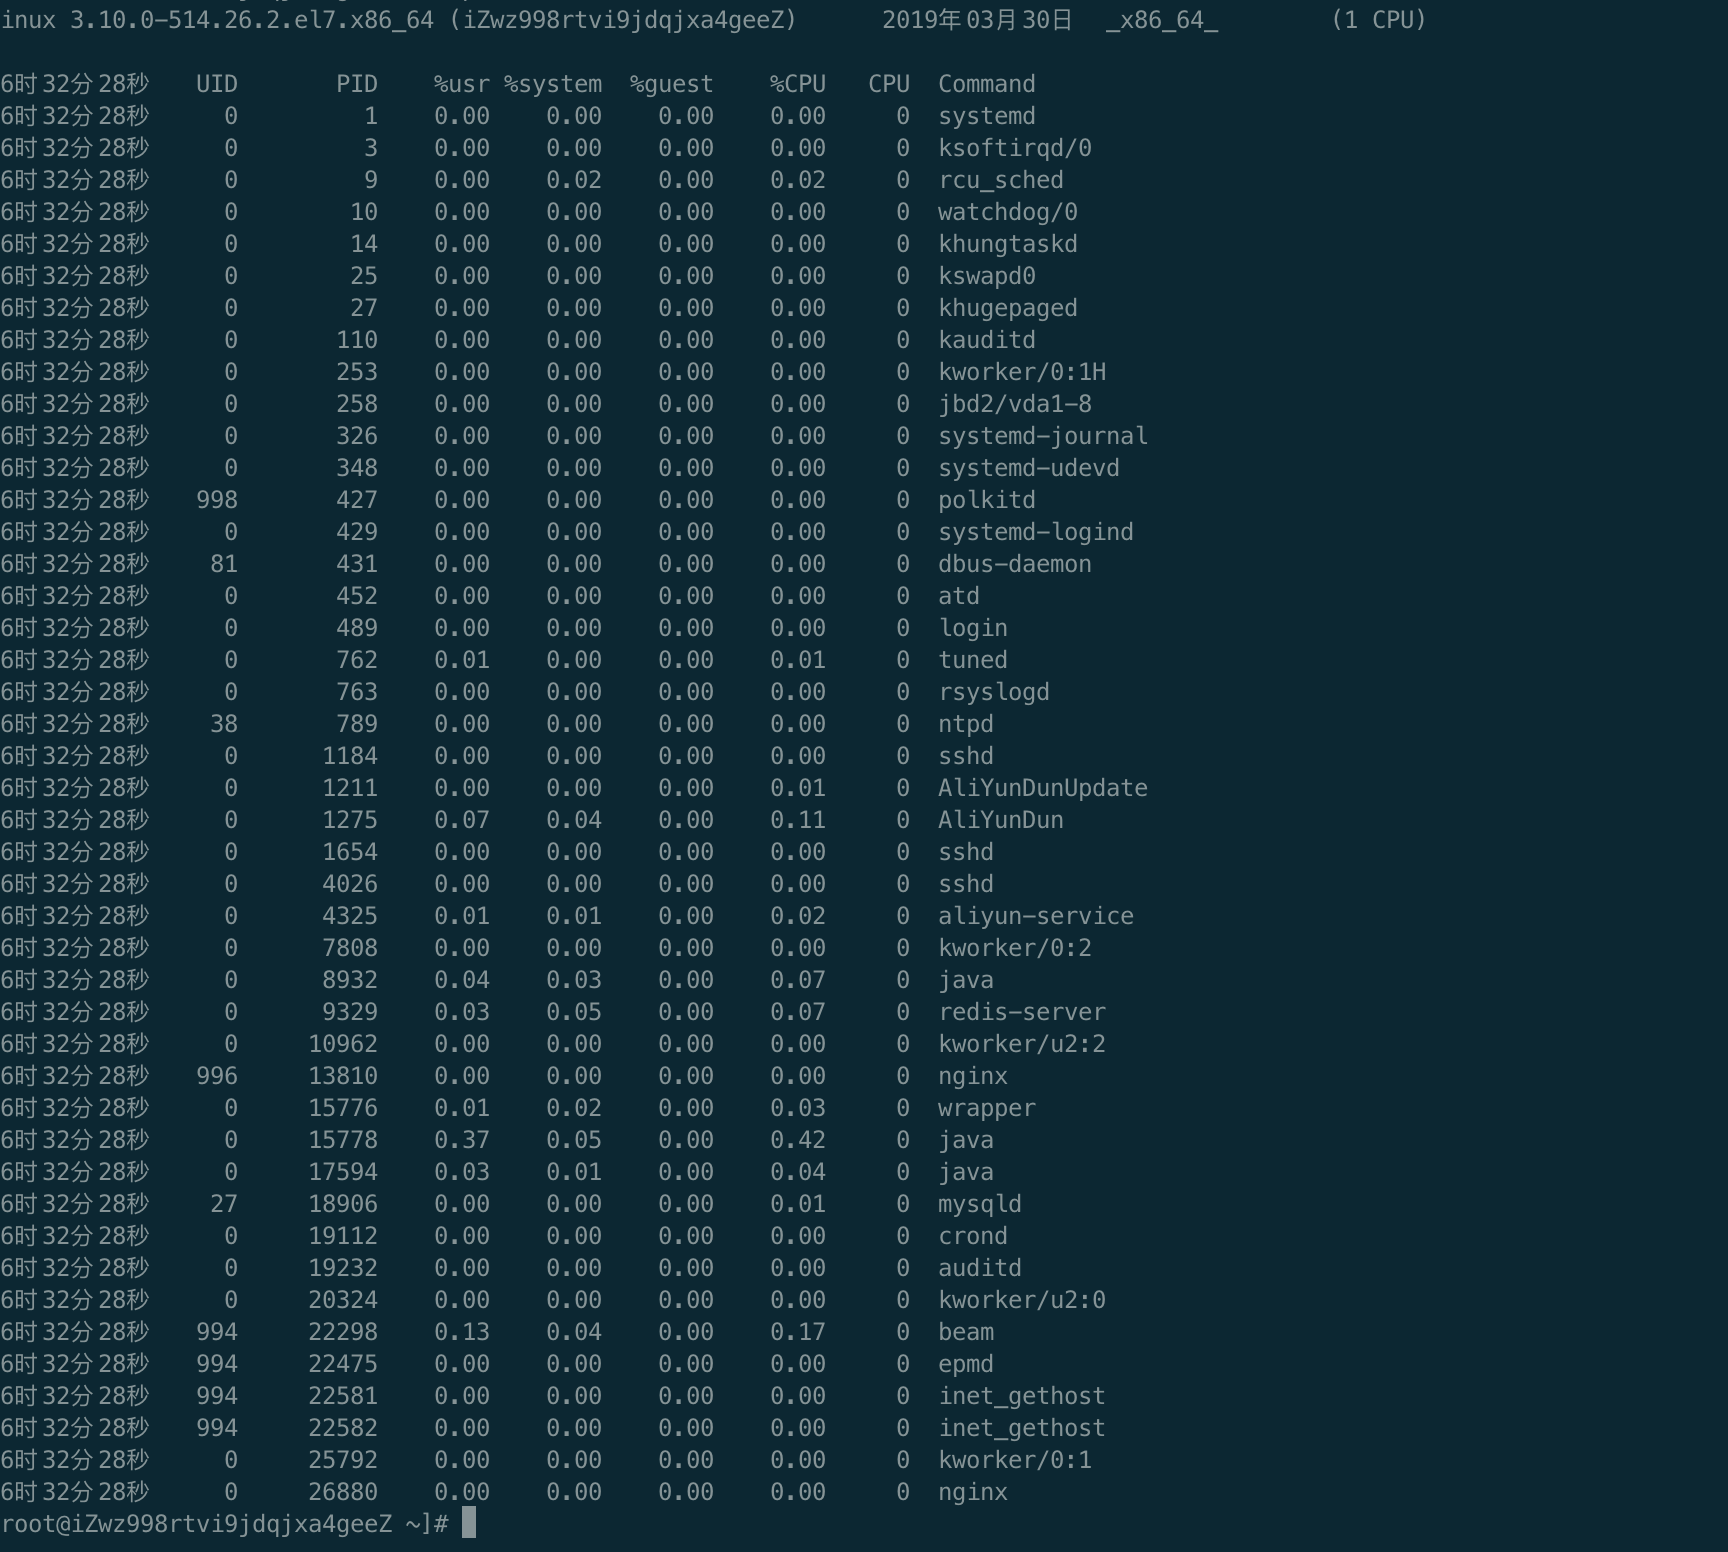 inux 3.10.0-514.26.2.el7.x86_64 (iZwz998rtvi9jdqjxa4geeZ) 2019年03月30日 _x86_64_ (1 CPU)
6时32分28秒 UID PID %usr %system %guest %CPU CPU Command
6时32分28秒 0 1 0.00 0.00 0.00 0.00 0 systemd
6时32分28秒 0 3 0.00 0.00 0.00 0.00 0 ksoftirqd/0
6时32分28秒 0 9 0.00 0.02 0.00 0.02 0 rcu_sched
6时32分28秒 0 10 0.00 0.00 0.00 0.00 0 watchdog/0
6时32分28秒 0 14 0.00 0.00 0.00 0.00 0 khungtaskd
6时32分28秒 0 25 0.00 0.00 0.00 0.00 0 kswapd0
6时32分28秒 0 27 0.00 0.00 0.00 0.00 0 khugepaged
6时32分28秒 0 110 0.00 0.00 0.00 0.00 0 kauditd
6时32分28秒 0 253 0.00 0.00 0.00 0.00 0 kworker/0:1H
6时32分28秒 0 258 0.00 0.00 0.00 0.00 0 jbd2/vda1-8
6时32分28秒 0 326 0.00 0.00 0.00 0.00 0 systemd-journal
6时32分28秒 0 348 0.00 0.00 0.00 0.00 0 systemd-udevd
6时32分28秒 998 427 0.00 0.00 0.00 0.00 0 polkitd
6时32分28秒 0 429 0.00 0.00 0.00 0.00 0 systemd-logind
6时32分28秒 81 431 0.00 0.00 0.00 0.00 0 dbus-daemon
6时32分28秒 0 452 0.00 0.00 0.00 0.00 0 atd
6时32分28秒 0 489 0.00 0.00 0.00 0.00 0 login
6时32分28秒 0 762 0.01 0.00 0.00 0.01 0 tuned
6时32分28秒 0 763 0.00 0.00 0.00 0.00 0 rsyslogd
6时32分28秒 38 789 0.00 0.00 0.00 0.00 0 ntpd
6时32分28秒 0 1184 0.00 0.00 0.00 0.00 0 sshd
6时32分28秒 0 1211 0.00 0.00 0.00 0.01 0 AliYunDunUpdate
6时32分28秒 0 1275 0.07 0.04 0.00 0.11 0 AliYunDun
6时32分28秒 0 1654 0.00 0.00 0.00 0.00 0 sshd
6时32分28秒 0 4026 0.00 0.00 0.00 0.00 0 sshd
6时32分28秒 0 4325 0.01 0.01 0.00 0.02 0 aliyun-service
6时32分28秒 0 7808 0.00 0.00 0.00 0.00 0 kworker/0:2
6时32分28秒 0 8932 0.04 0.03 0.00 0.07 0 java
6时32分28秒 0 9329 0.03 0.05 0.00 0.07 0 redis-server
6时32分28秒 0 10962 0.00 0.00 0.00 0.00 0 kworker/u2:2
6时32分28秒 996 13810 0.00 0.00 0.00 0.00 0 nginx
6时32分28秒 0 15776 0.01 0.02 0.00 0.03 0 wrapper
6时32分28秒 0 15778 0.37 0.05 0.00 0.42 0 java
6时32分28秒 0 17594 0.03 0.01 0.00 0.04 0 java
6时32分28秒 27 18906 0.00 0.00 0.00 0.01 0 mysqld
6时32分28秒 0 19112 0.00 0.00 0.00 0.00 0 crond
6时32分28秒 0 19232 0.00 0.00 0.00 0.00 0 auditd
6时32分28秒 0 20324 0.00 0.00 0.00 0.00 0 kworker/u2:0
6时32分28秒 994 22298 0.13 0.04 0.00 0.17 0 beam
6时32分28秒 994 22475 0.00 0.00 0.00 0.00 0 epmd
6时32分28秒 994 22581 0.00 0.00 0.00 0.00 0 inet_gethost
6时32分28秒 994 22582 0.00 0.00 0.00 0.00 0 inet_gethost
6时32分28秒 0 25792 0.00 0.00 0.00 0.00 0 kworker/0:1
6时32分28秒 0 26880 0.00 0.00 0.00 0.00 0 nginx
root@iZwz998rtvi9jdqjxa4geeZ ~]#